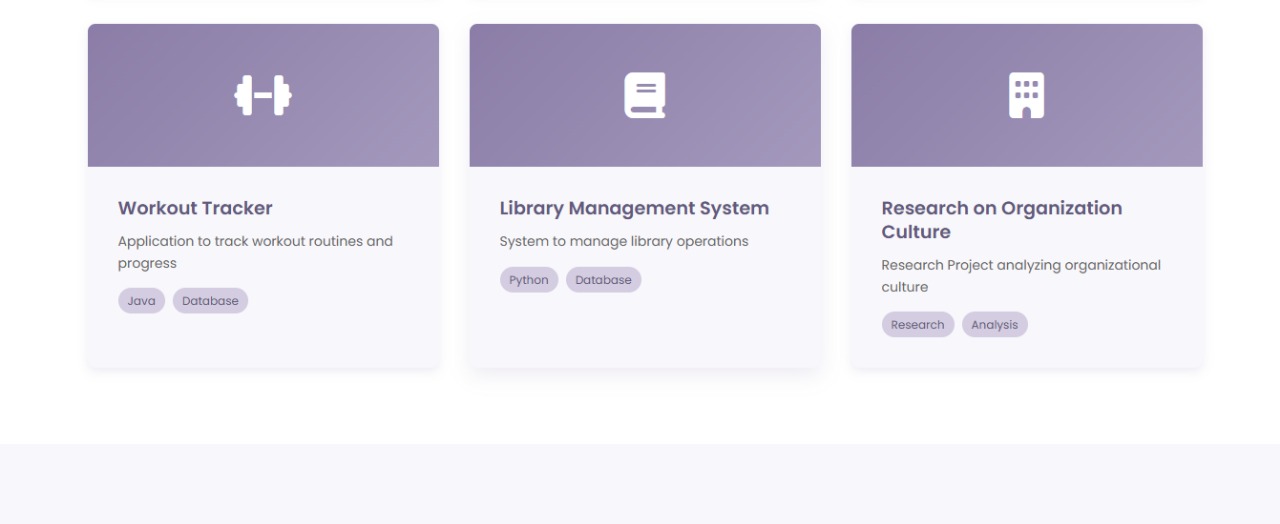 Workout Tracker
Application to track workout routines and
progress
Java
Database
Library Management System
System to manage library operations
Python
Database
Research on Organization
Culture
Research Project analyzing organizational
culture
Research
Analysis